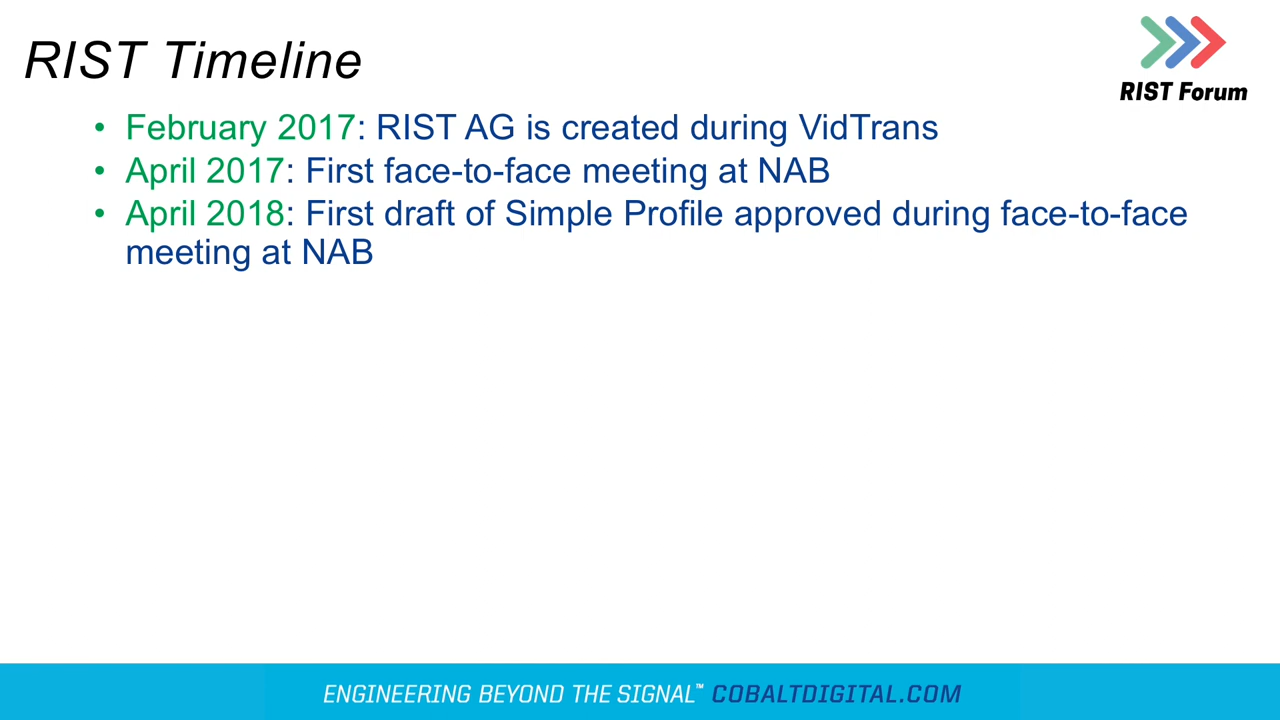 RIST Timeline
RIST Forum
• February 2017: RIST AG is created during VidTrans
• April 2017: First face-to-face meeting at NAB
• April 2018: First draft of Simple Profile approved during face-to-face
meeting at NAB
ENGINEERING BEYOND THE SIGNAL™ COBALTDIGITAL.COM